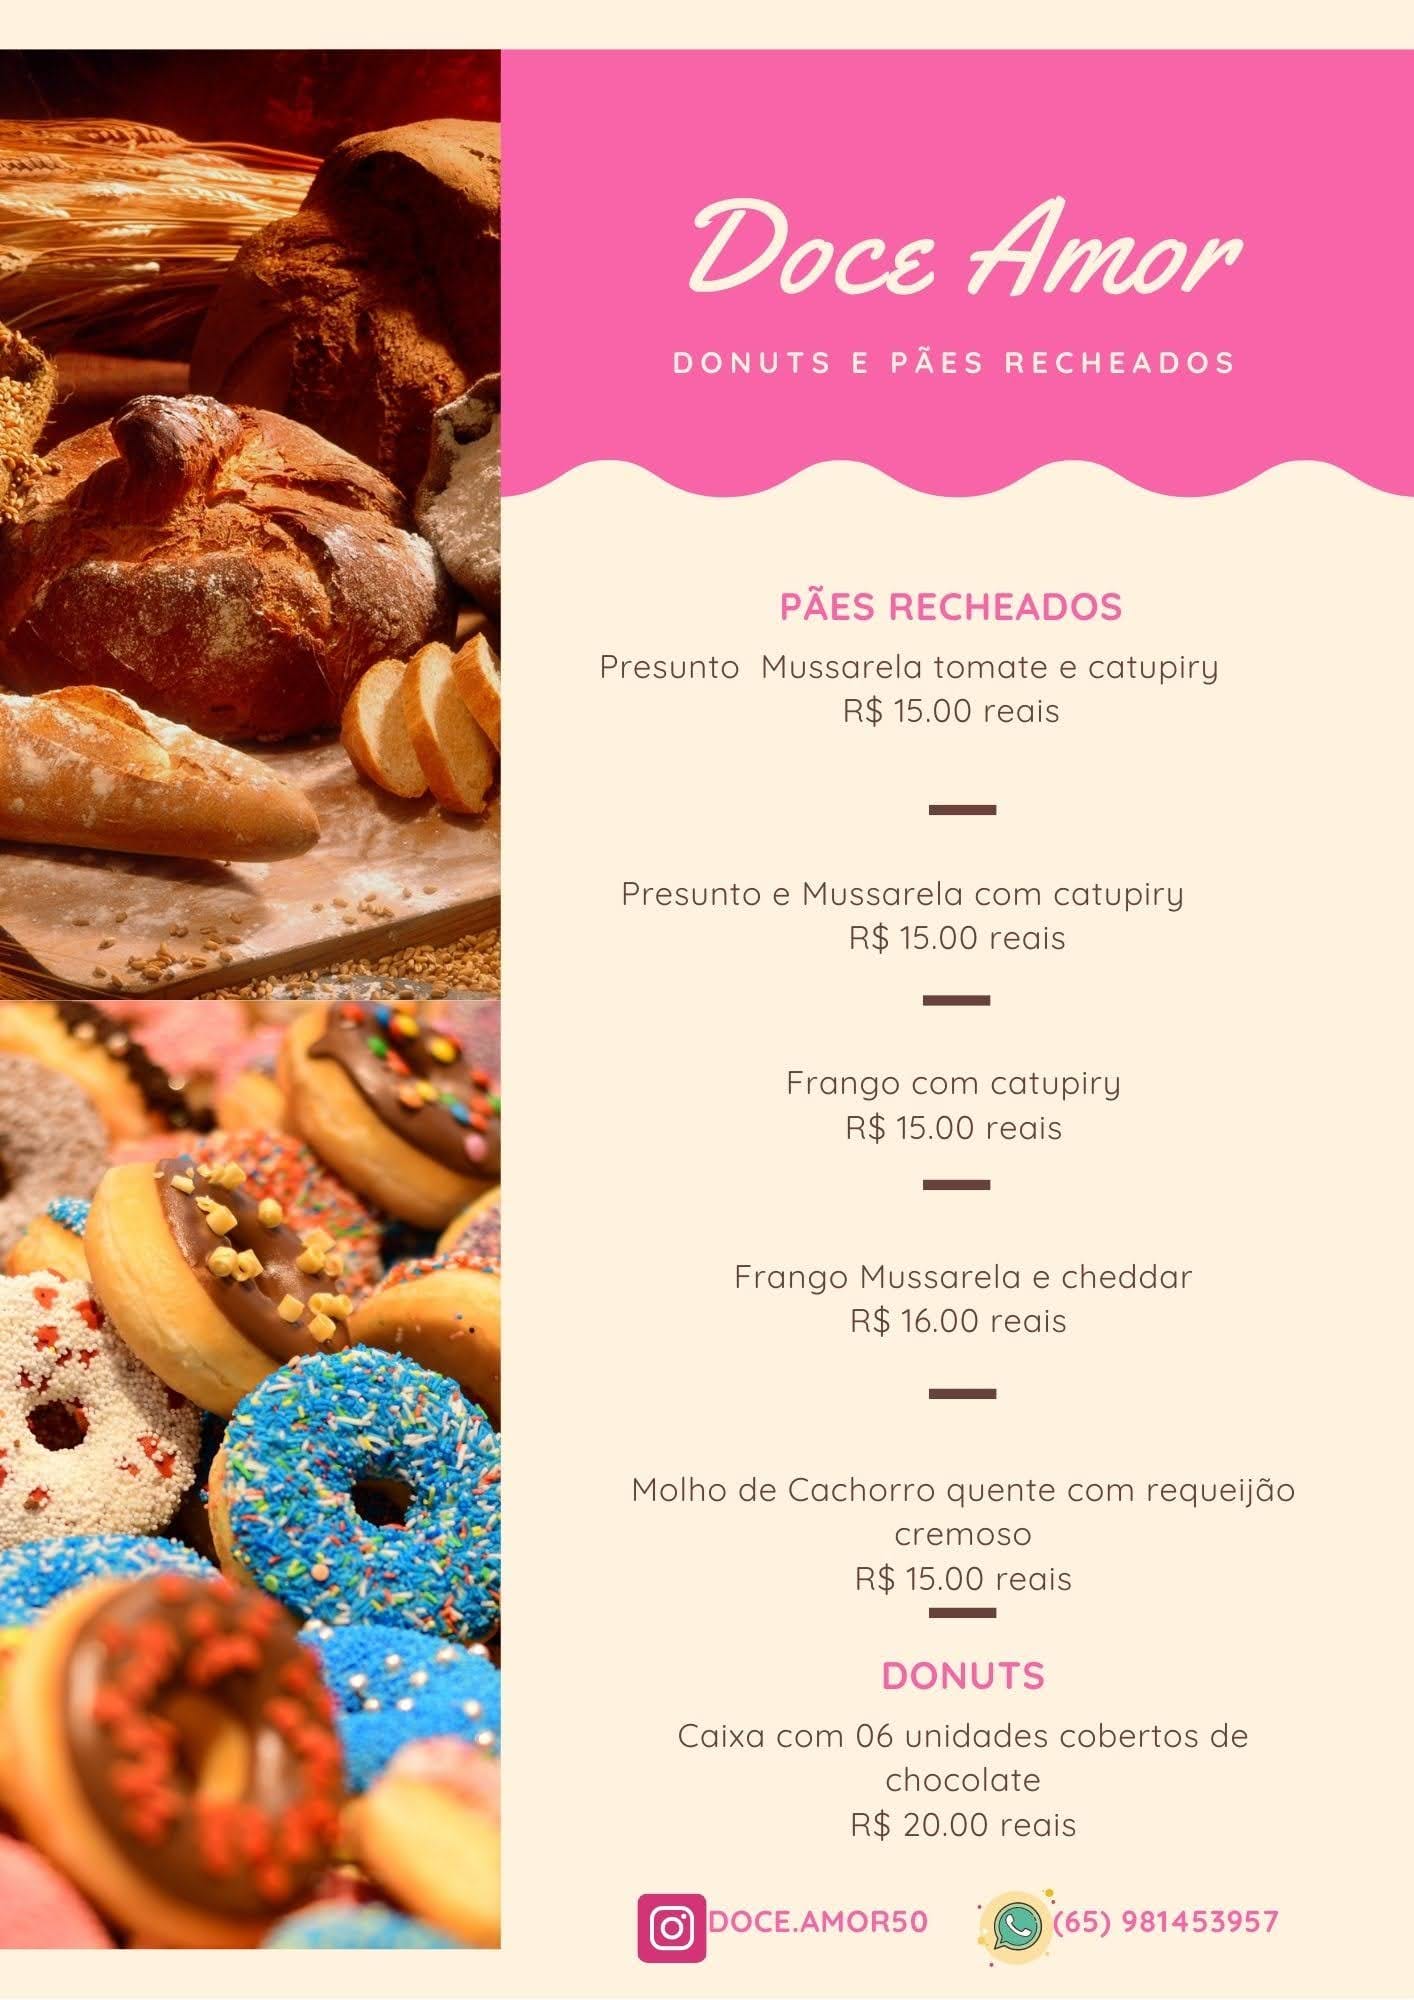 Doce Amor
DONUTS E PÃES RECHEADOS
PÃES RECHEADOS
Presunto  Mussarela tomate e catupiry
R$ 15.00 reais
Presunto e Mussarela com catupiry
R$ 15.00 reais
Frango com catupiry
R$ 15.00 reais
Frango Mussarela e cheddar
R$ 16.00 reais
Molho de Cachorro quente com requeijão
cremoso
R$ 15.00 reais
DONUTS
Caixa com 06 unidades cobertos de
chocolate
R$ 20.00 reais
DOCE.AMOR50 (65) 981453957